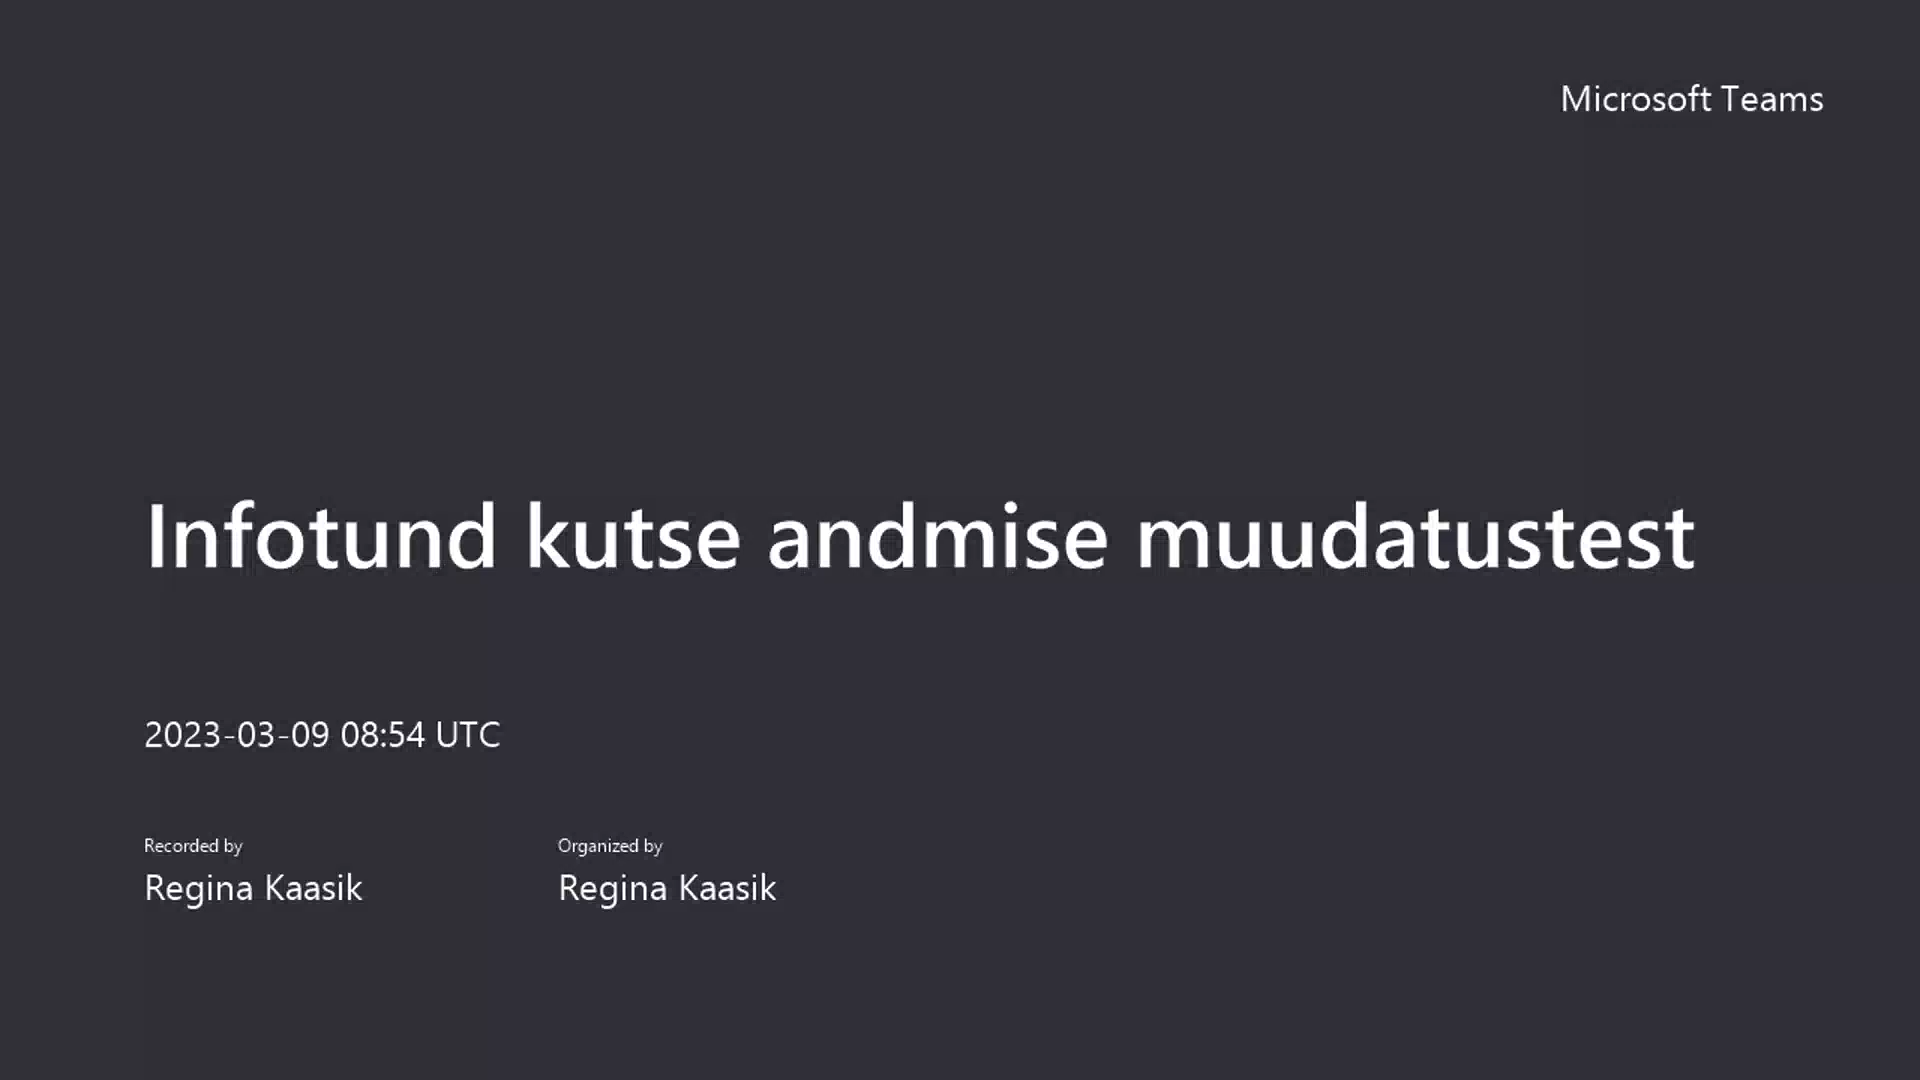 Microsoft Teams
Infotund kutse andmise muudatustest
2023-03-09 08:54 UTC
Recorded by
Regina Kaasik
Organized by
Regina Kaasik